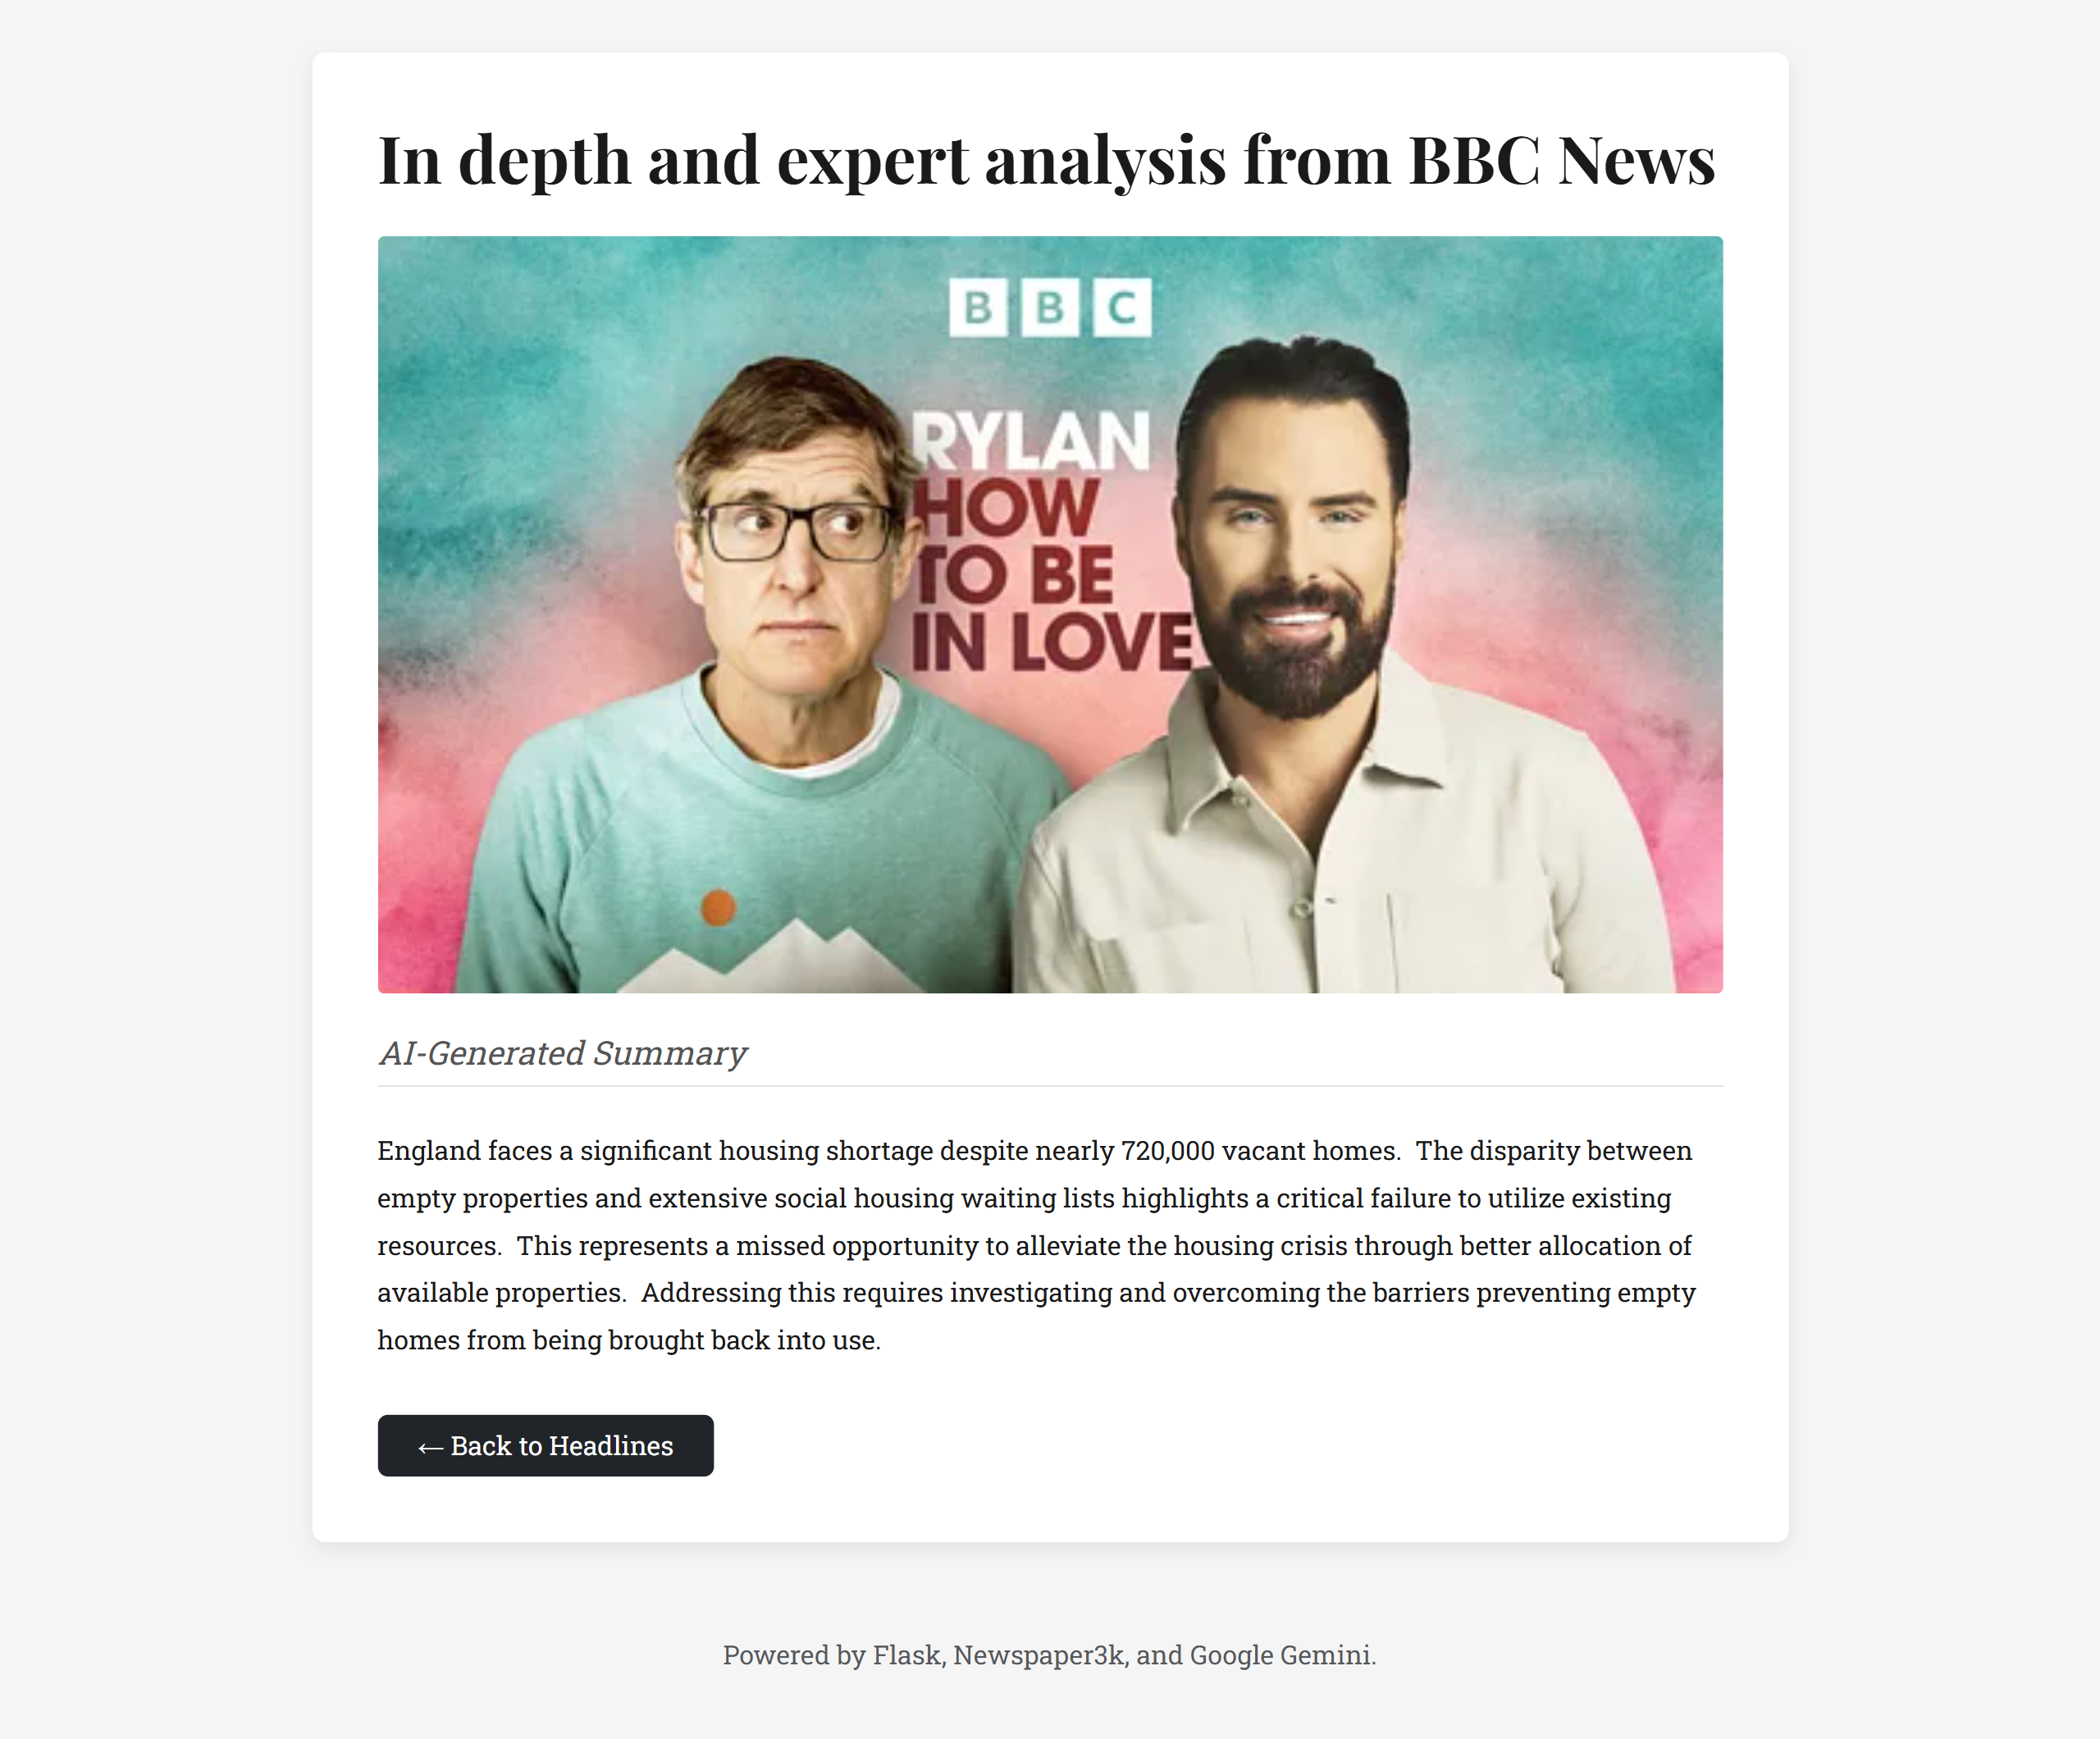 In depth and expert analysis from BBC News
BBC
RYLAN
HOW
TO BE
IN LOVE
AI-Generated Summary
England faces a significant housing shortage despite nearly 720,000 vacant homes. The disparity between
empty properties and extensive social housing waiting lists highlights a critical failure to utilize existing
resources. This represents a missed opportunity to alleviate the housing crisis through better allocation of
available properties. Addressing this requires investigating and overcoming the barriers preventing empty
homes from being brought back into use.
← Back to Headlines
Powered by Flask, Newspaper3k, and Google Gemini.